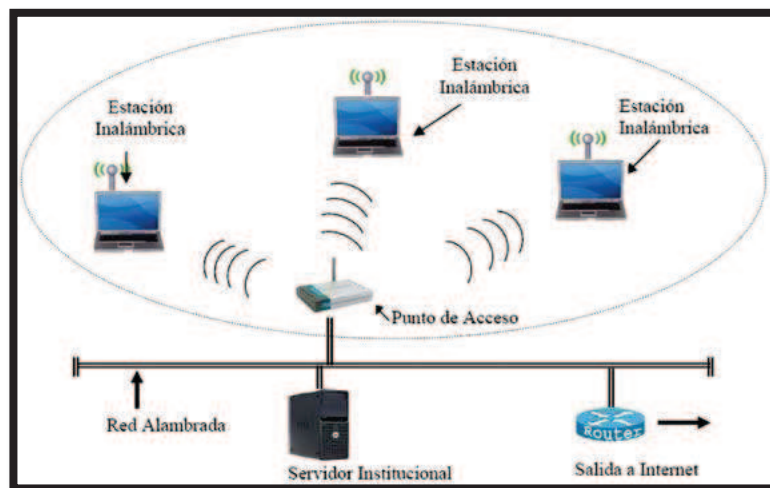 Estación
Inalámbrica
Estación
Inalámbrica
Estación
Inalámbrica
Punto de Acceso
Red Alambrada
Servidor Institucional
Router
Salida a Internet